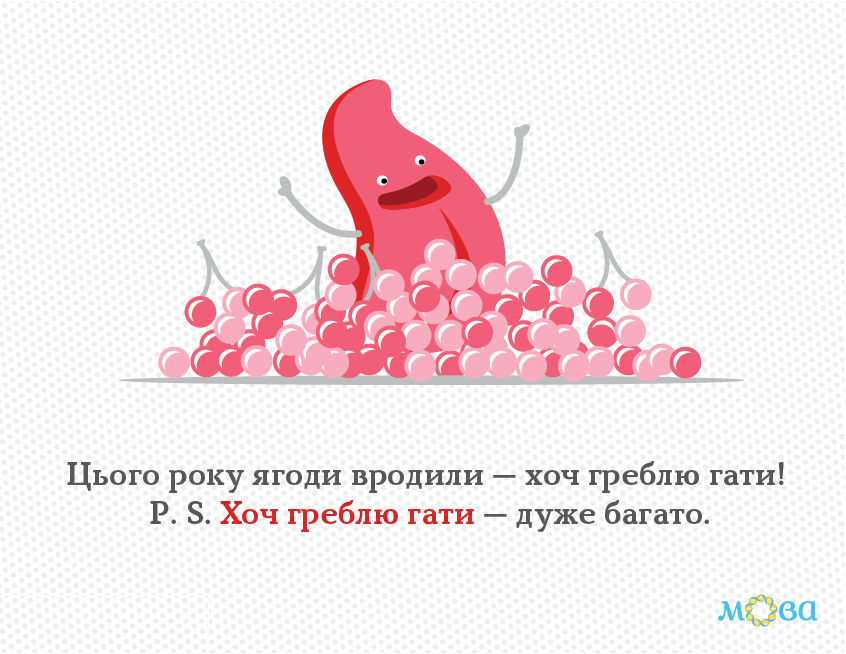 Цього року ягоди вродили — хоч греблю гати!
P. S. Хоч греблю гати — дуже багато.
мова